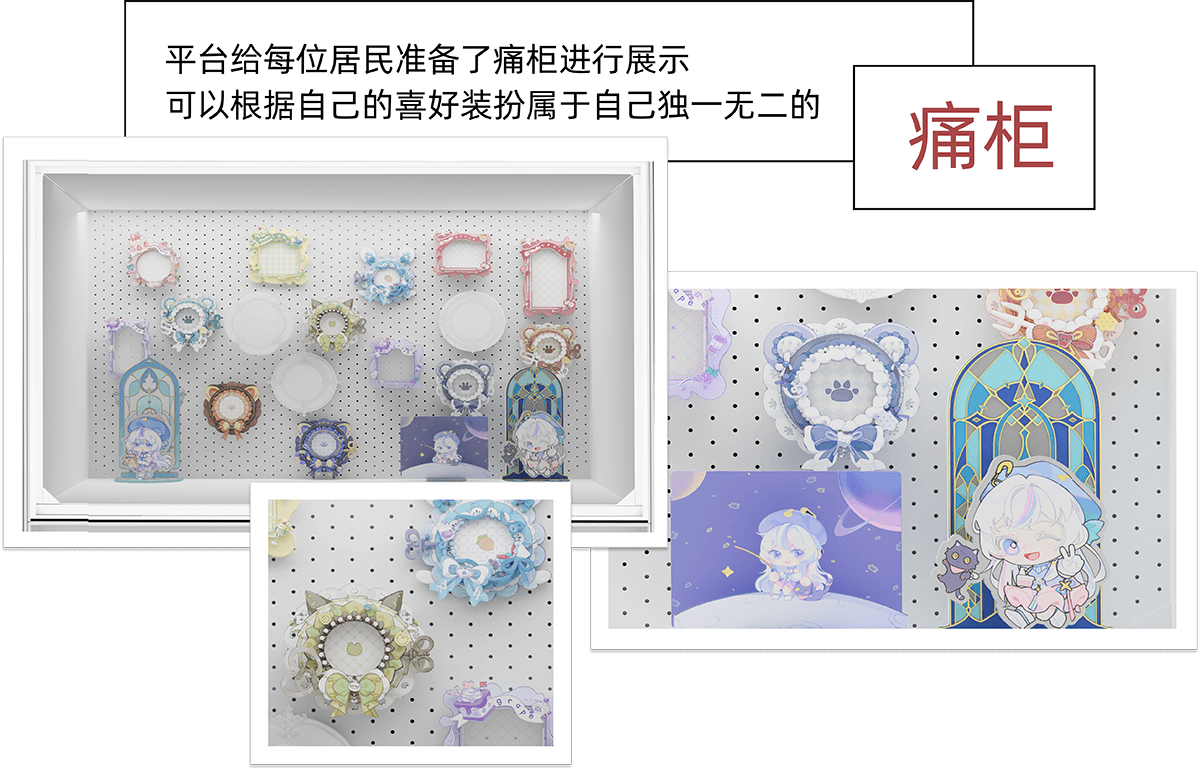 平台给每位居民准备了痛柜进行展示
可以根据自己的喜好装扮属于自己独一无二的
痛柜
grape
grape